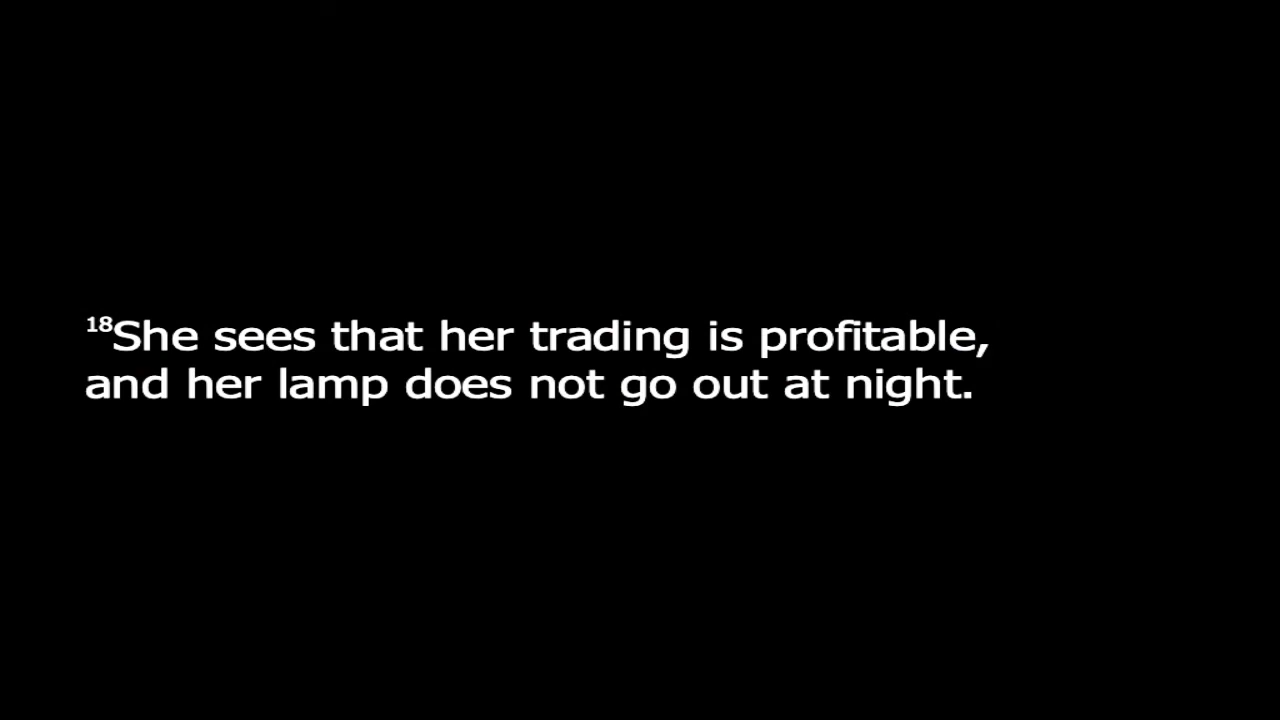 18She sees that her trading is profitable,
and her lamp does not go out at night.